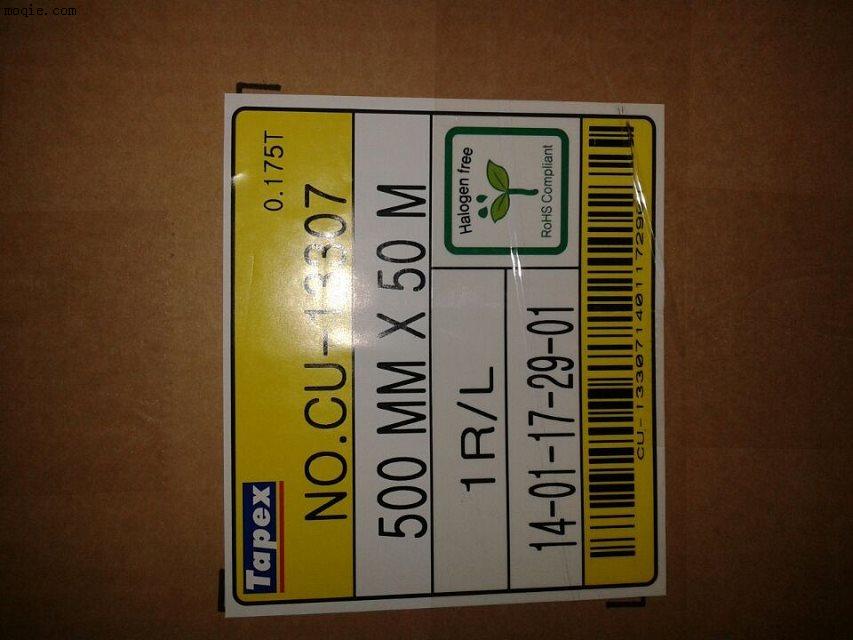 moqie.com
Tapex
0.175T
NO.CU-13307
500 MM X 50 M
1R/L
Halogen free
RoHS Compliant
14-01-17-29-01